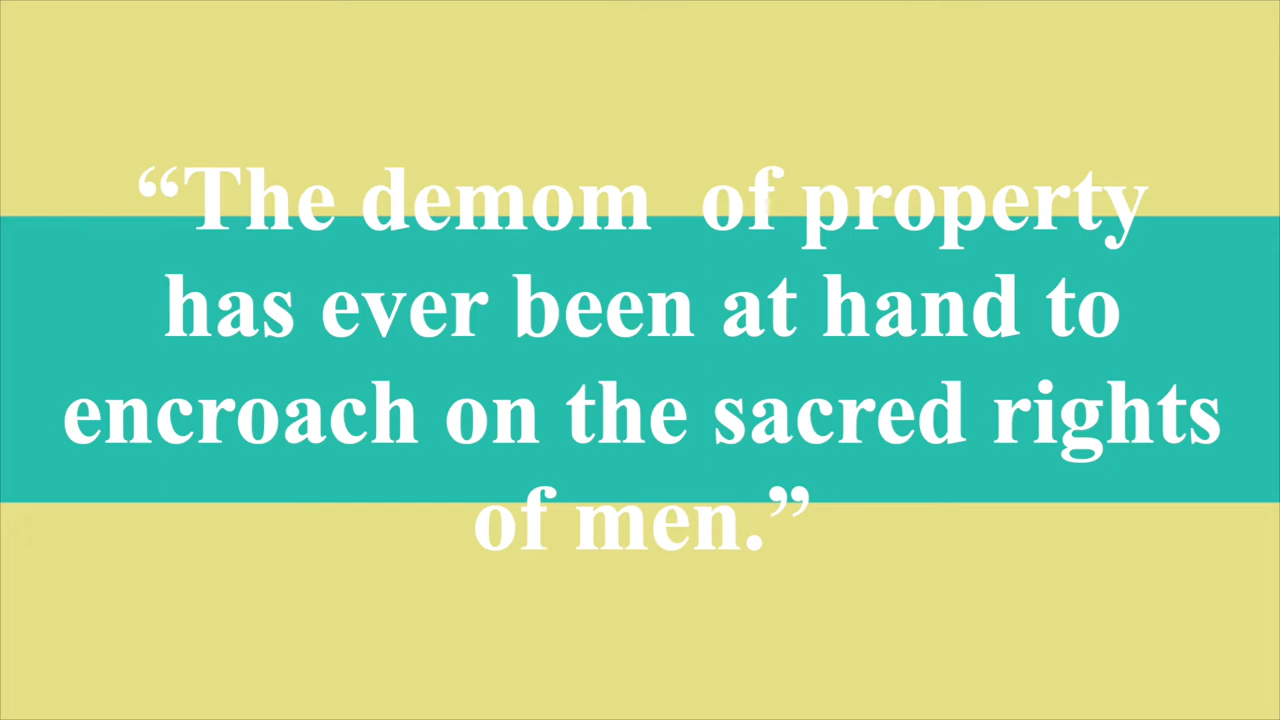 “The demom  of property
has ever been at hand to
encroach on the sacred rights
of men.”